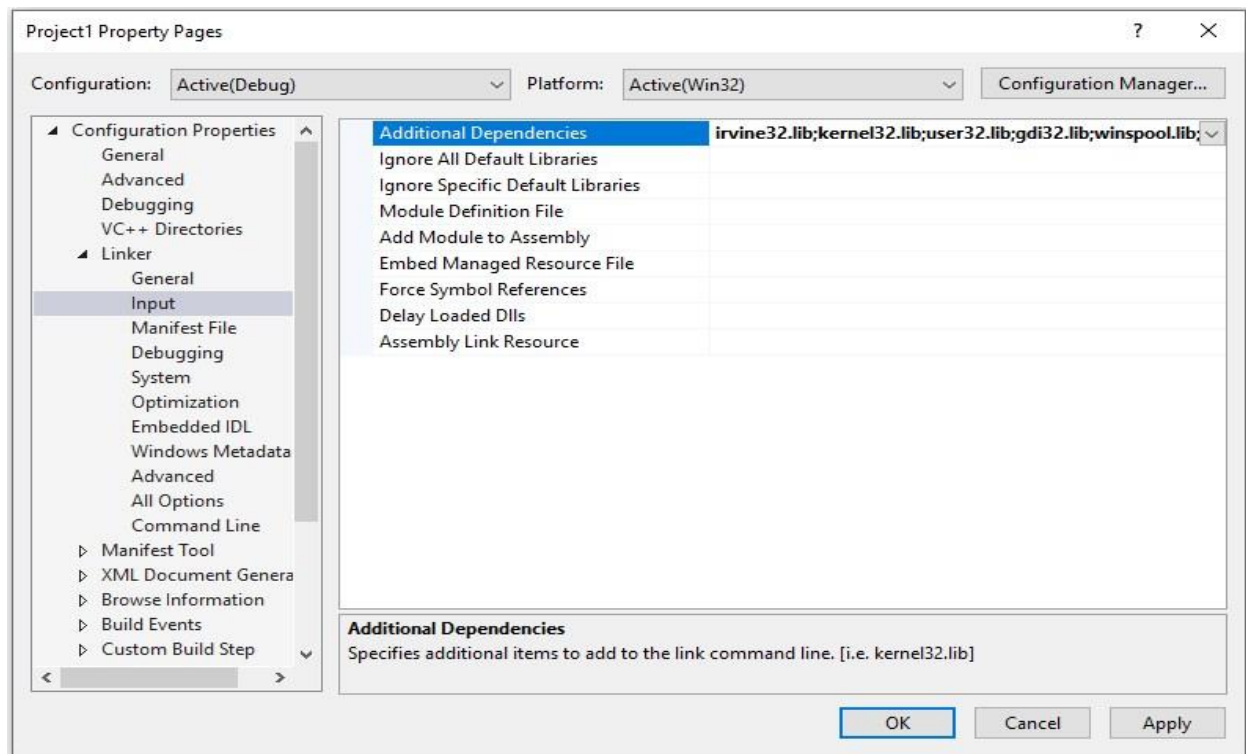 Project1 Property Pages
?
Configuration: Active(Debug) Platform: Active(Win32) Configuration Manager...
Configuration Properties
General
Advanced
Debugging
VC++ Directories
Linker
General
Input
Manifest File
Debugging
System
Optimization
Embedded IDL
Windows Metadata
Advanced
All Options
Command Line
Manifest Tool
XML Document Genera
Browse Information
Build Events
Custom Build Step
Additional Dependencies irvine32.lib;kernel32.lib;user32.lib;gdi32.lib;winspool.lib;
Ignore All Default Libraries
Ignore Specific Default Libraries
Module Definition File
Add Module to Assembly
Embed Managed Resource File
Force Symbol References
Delay Loaded Dlls
Assembly Link Resource
Additional Dependencies
Specifies additional items to add to the link command line. [i.e. kernel32.lib]
OK Cancel Apply